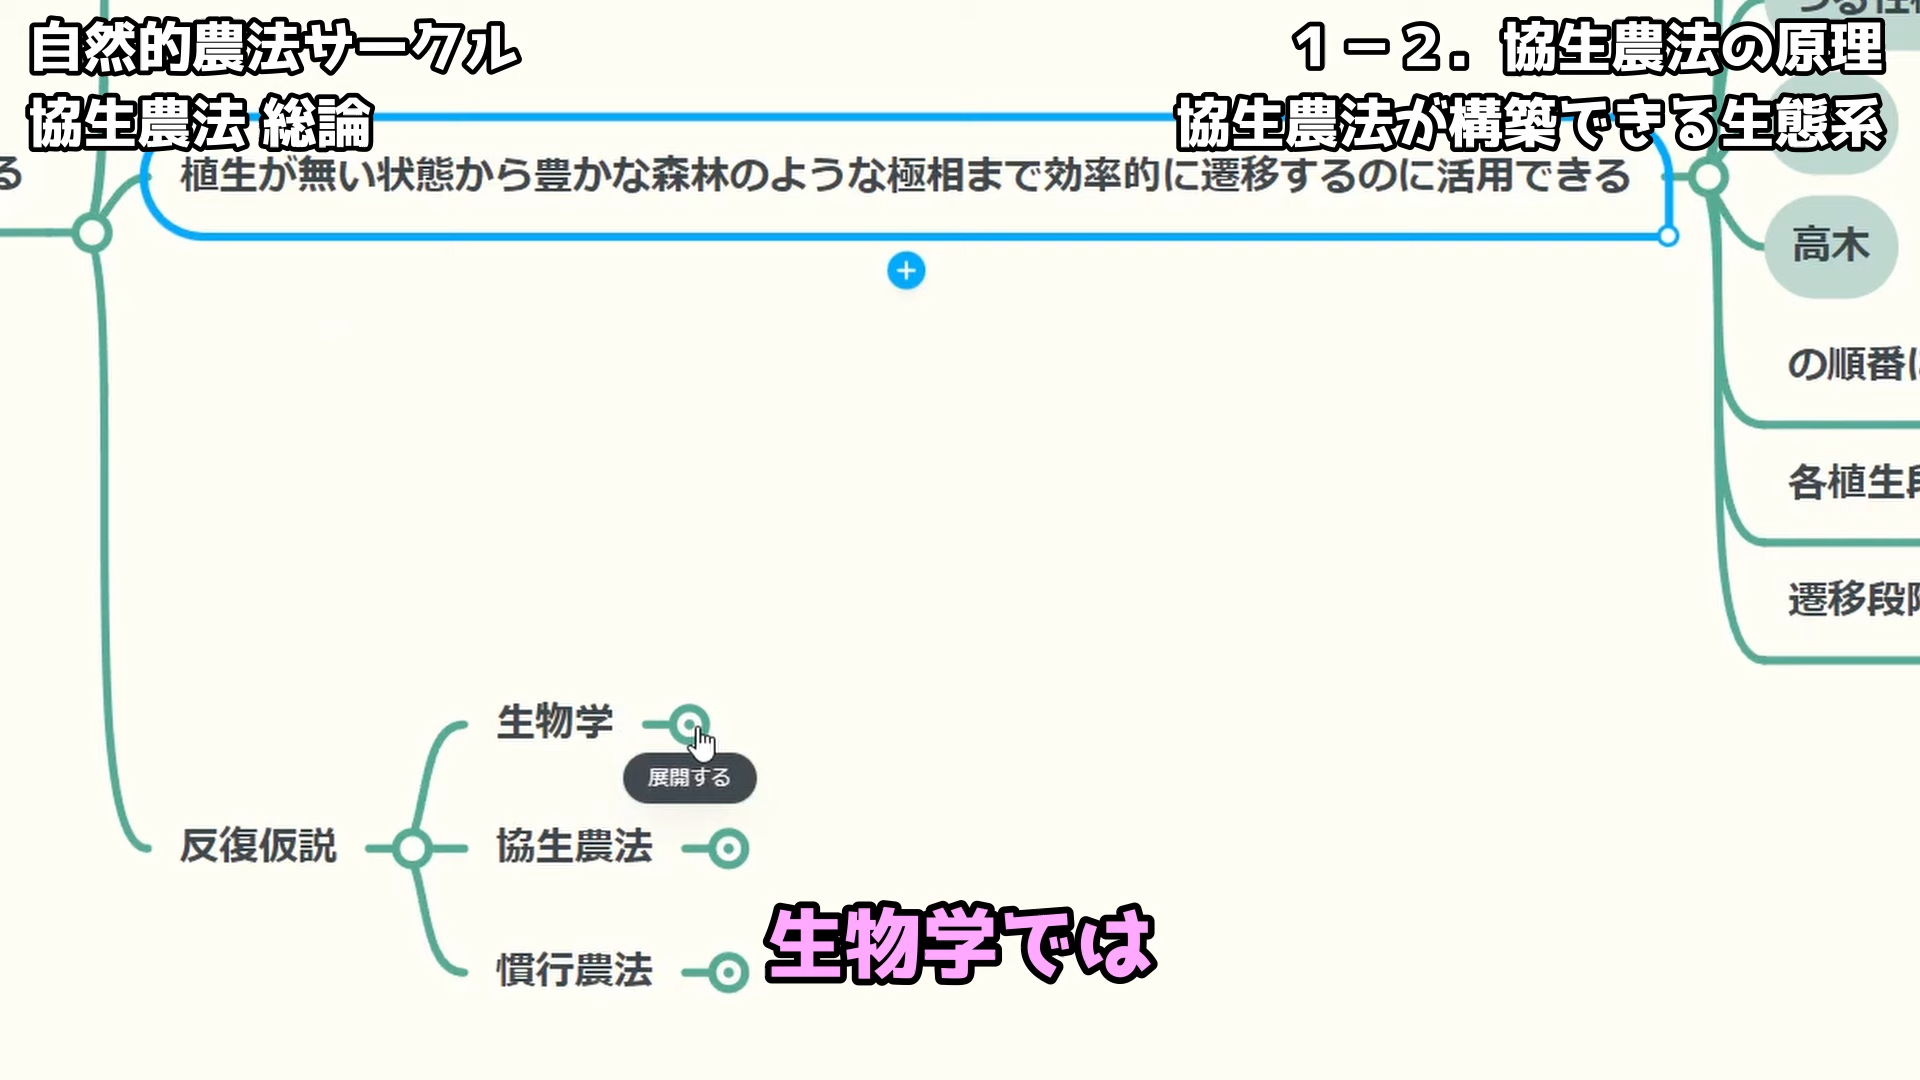 自然的農法サークル
協生農法 総論
１－２．協生農法の原理
協生農法が構築できる生態系
る
植生が無い状態から豊かな森林のような極相まで効率的に遷移するのに活用できる
高木
の順番に
各植生段
遷移段階
生物学
展開する
反復仮説
協生農法
慣行農法
生物学では